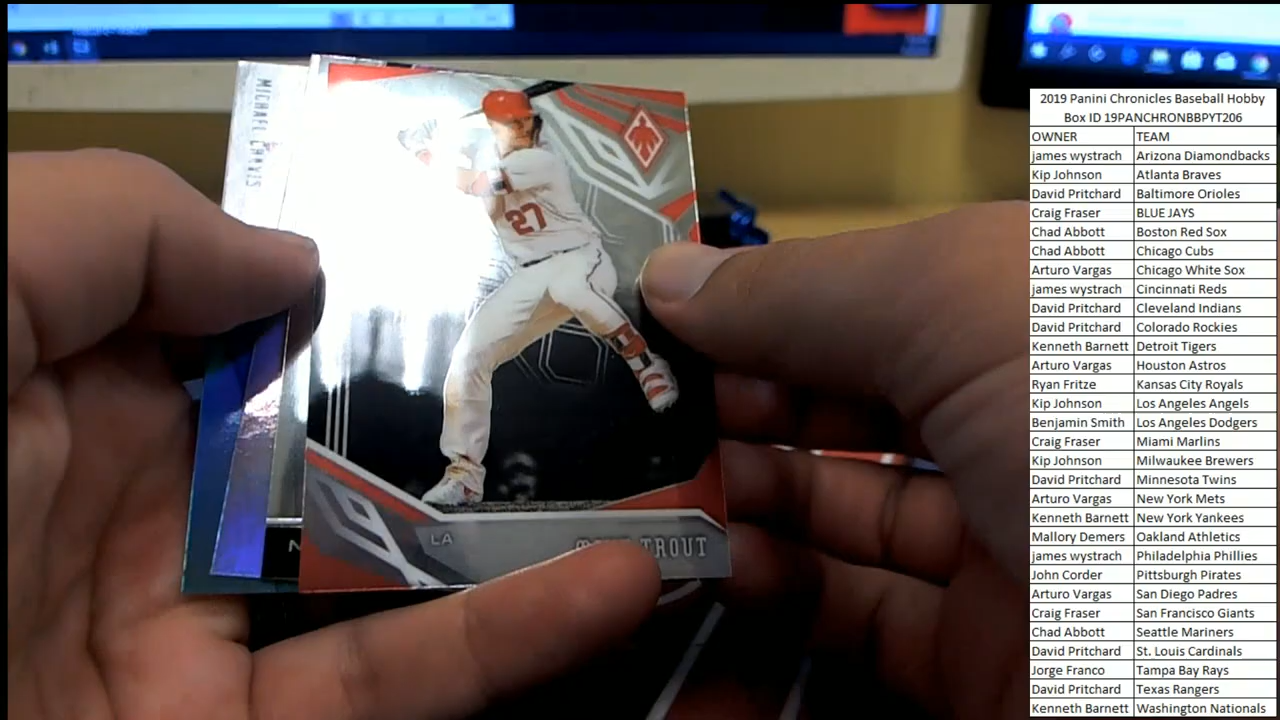 MICHAEL CHAVIS
27
LA
TROUT
2019 Panini Chronicles Baseball Hobby
Box ID 19PANCHRONBBPYT206
OWNER TEAM
james wystrach Arizona Diamondbacks
Kip Johnson Atlanta Braves
David Pritchard Baltimore Orioles
Craig Fraser BLUE JAYS
Chad Abbott Boston Red Sox
Chad Abbott Chicago Cubs
Arturo Vargas Chicago White Sox
james wystrach Cincinnati Reds
David Pritchard Cleveland Indians
David Pritchard Colorado Rockies
Kenneth Barnett Detroit Tigers
Arturo Vargas Houston Astros
Ryan Fritze Kansas City Royals
Kip Johnson Los Angeles Angels
Benjamin Smith Los Angeles Dodgers
Craig Fraser Miami Marlins
Kip Johnson Milwaukee Brewers
David Pritchard Minnesota Twins
Arturo Vargas New York Mets
Kenneth Barnett New York Yankees
Mallory Demers Oakland Athletics
james wystrach Philadelphia Phillies
John Corder Pittsburgh Pirates
Arturo Vargas San Diego Padres
Craig Fraser San Francisco Giants
Chad Abbott Seattle Mariners
David Pritchard St. Louis Cardinals
Jorge Franco Tampa Bay Rays
David Pritchard Texas Rangers
Kenneth Barnett Washington Nationals